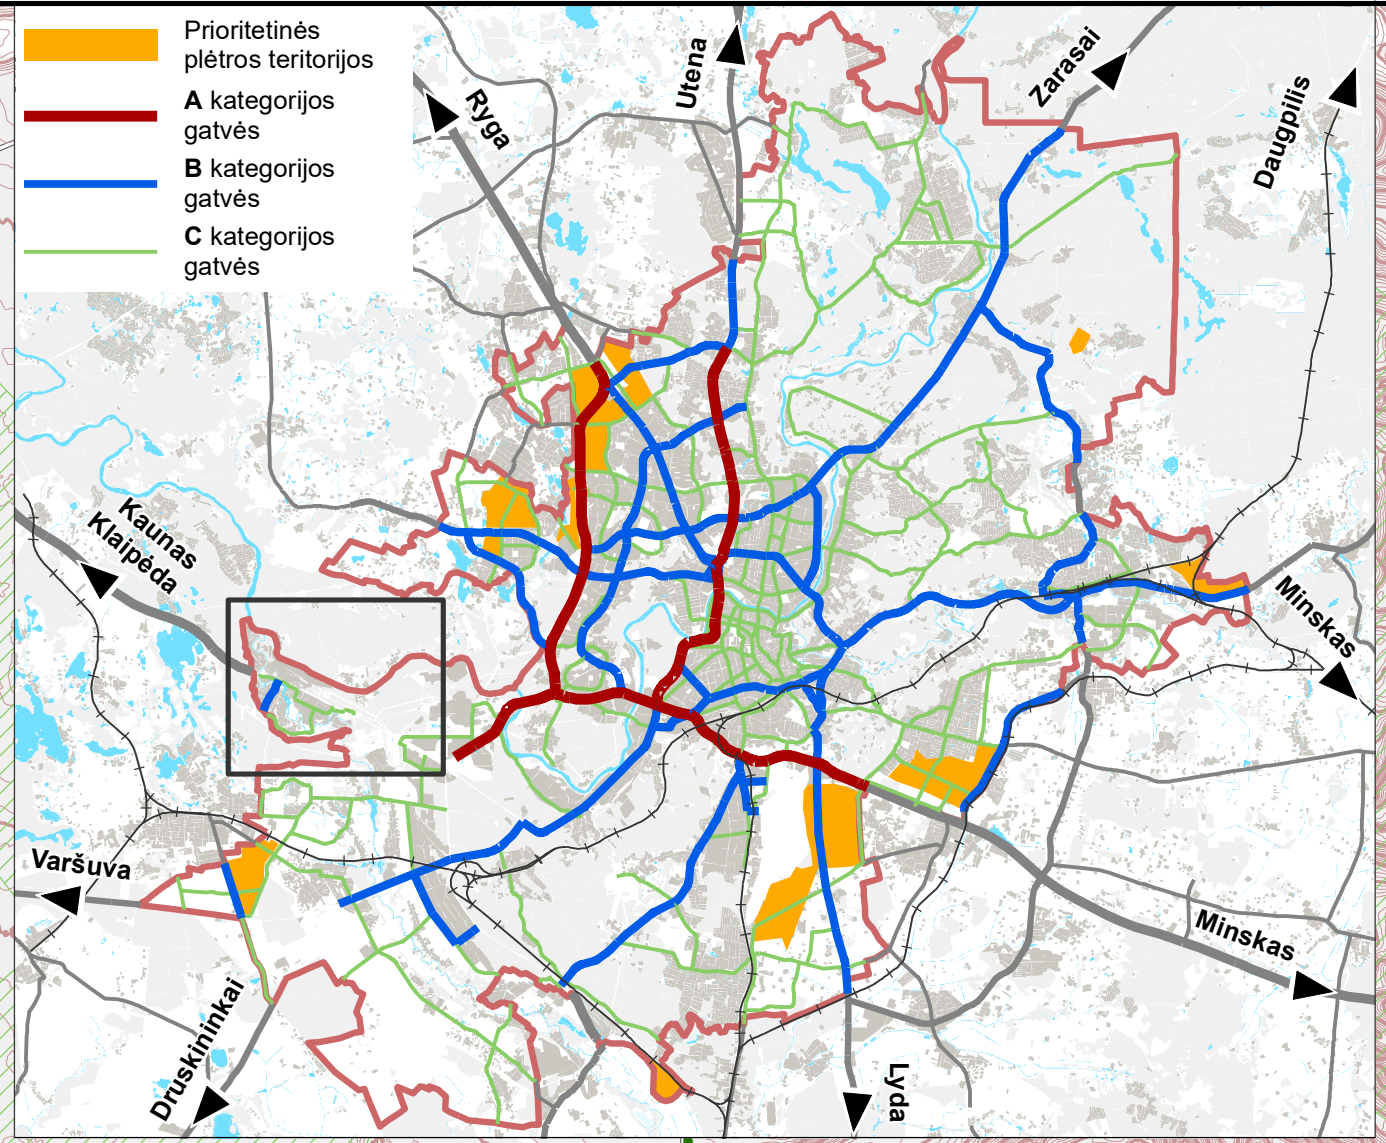 Prioritetinės
plėtros teritorijos
A kategorijos
gatvės
B kategorijos
gatvės
C kategorijos
gatvės
Ryga
Utena
Zarasai
Daugpilis
Kaunas
Klaipėda
Minskas
Varšuva
Minskas
Druskininkai
Lyda